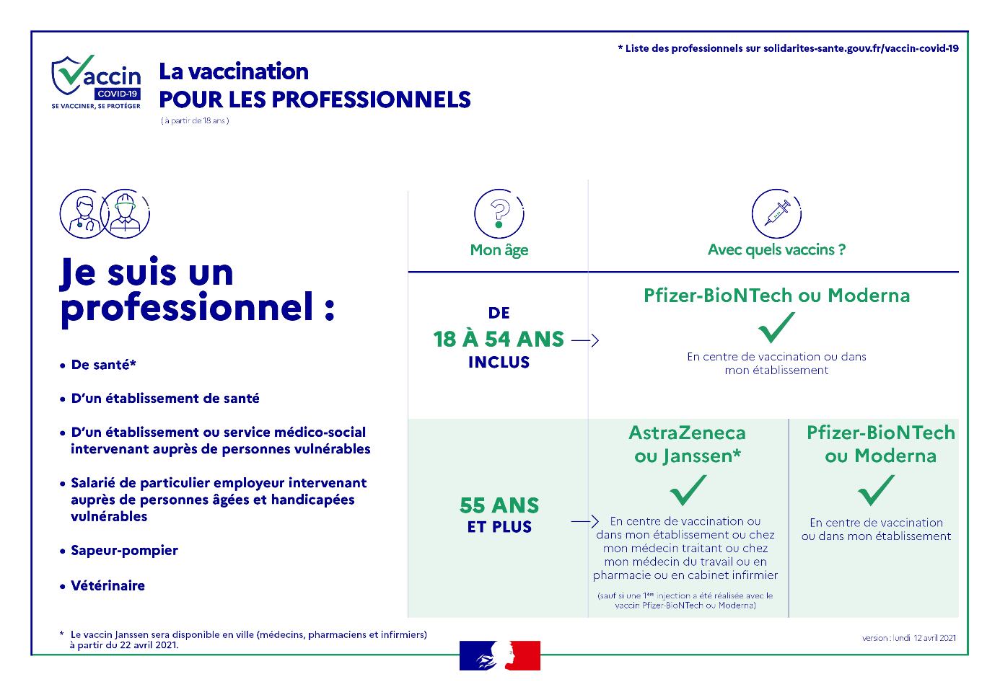 * Liste des professionnels sur solidarites-sante.gouv.fr/vaccin-covid-19
Vaccin
COVID-19
SE VACCINER, SE PROTÉGER
La vaccination
POUR LES PROFESSIONNELS
( à partir de 18 ans )
Je suis un
professionnel :
• De santé*
• D’un établissement de santé
• D’un établissement ou service médico-social
intervenant auprès de personnes vulnérables
• Salarié de particulier employeur intervenant
auprès de personnes âgées et handicapées
vulnérables
• Sapeur-pompier
• Vétérinaire
?
Mon âge
Avec quels vaccins ?
DE
18 À 54 ANS
INCLUS
Pfizer-BioNTech ou Moderna
En centre de vaccination ou dans
mon établissement
55 ANS
ET PLUS
AstraZeneca
ou Janssen*
En centre de vaccination ou
dans mon établissement ou chez
mon médecin traitant ou chez
mon médecin du travail ou en
pharmacie ou en cabinet infirmier
(sauf si une 1ère injection a été réalisée avec le
vaccin Pfizer-BioNTech ou Moderna)
Pfizer-BioNTech
ou Moderna
En centre de vaccination
ou dans mon établissement
* Le vaccin Janssen sera disponible en ville (médecins, pharmaciens et infirmiers)
à partir du 22 avril 2021.
version : lundi 12 avril 2021